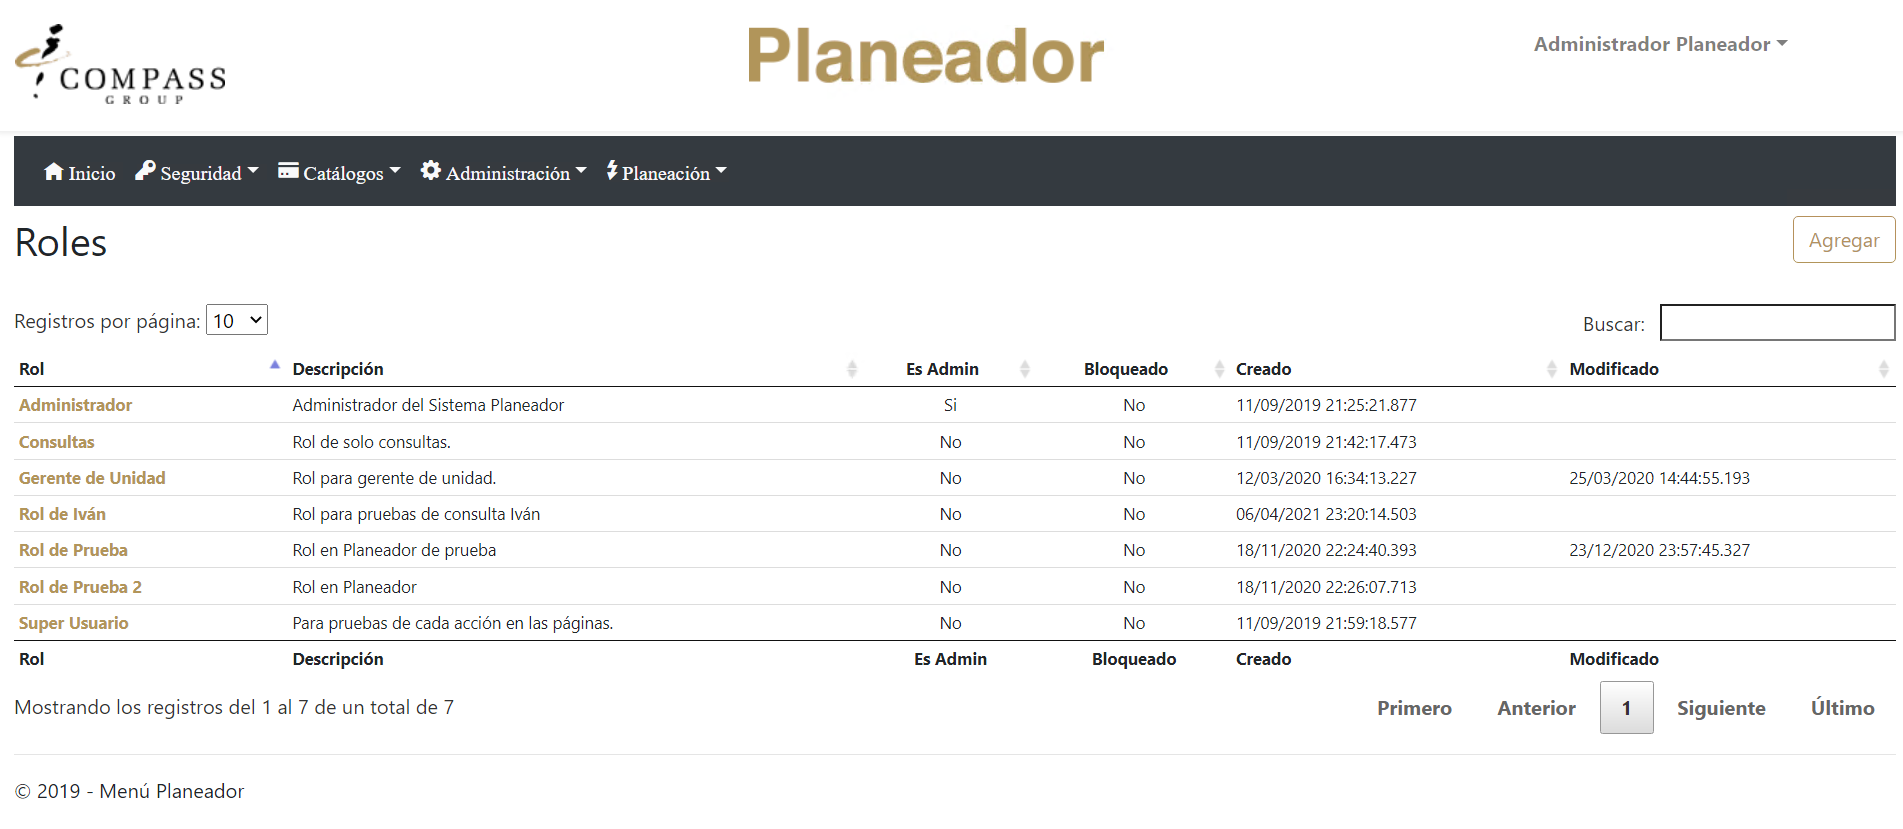 COMPASS
GROUP
Planeador
Administrador Planeador
Inicio Seguridad Catálogos Administración Planeación
Roles
Agregar
Registros por página: 10
Buscar:
Rol Descripción Es Admin Bloqueado Creado Modificado
Administrador Administrador del Sistema Planeador Si No 11/09/2019 21:25:21.877
Consultas Rol de solo consultas. No No 11/09/2019 21:42:17.473
Gerente de Unidad Rol para gerente de unidad. No No 12/03/2020 16:34:13.227 25/03/2020 14:44:55.193
Rol de Iván Rol para pruebas de consulta Iván No No 06/04/2021 23:20:14.503
Rol de Prueba Rol en Planeador de prueba No No 18/11/2020 22:24:40.393 23/12/2020 23:57:45.327
Rol de Prueba 2 Rol en Planeador No No 18/11/2020 22:26:07.713
Super Usuario Para pruebas de cada acción en las páginas. No No 11/09/2019 21:59:18.577
Rol Descripción Es Admin Bloqueado Creado Modificado
Mostrando los registros del 1 al 7 de un total de 7
Primero Anterior 1 Siguiente Último
© 2019 - Menú Planeador